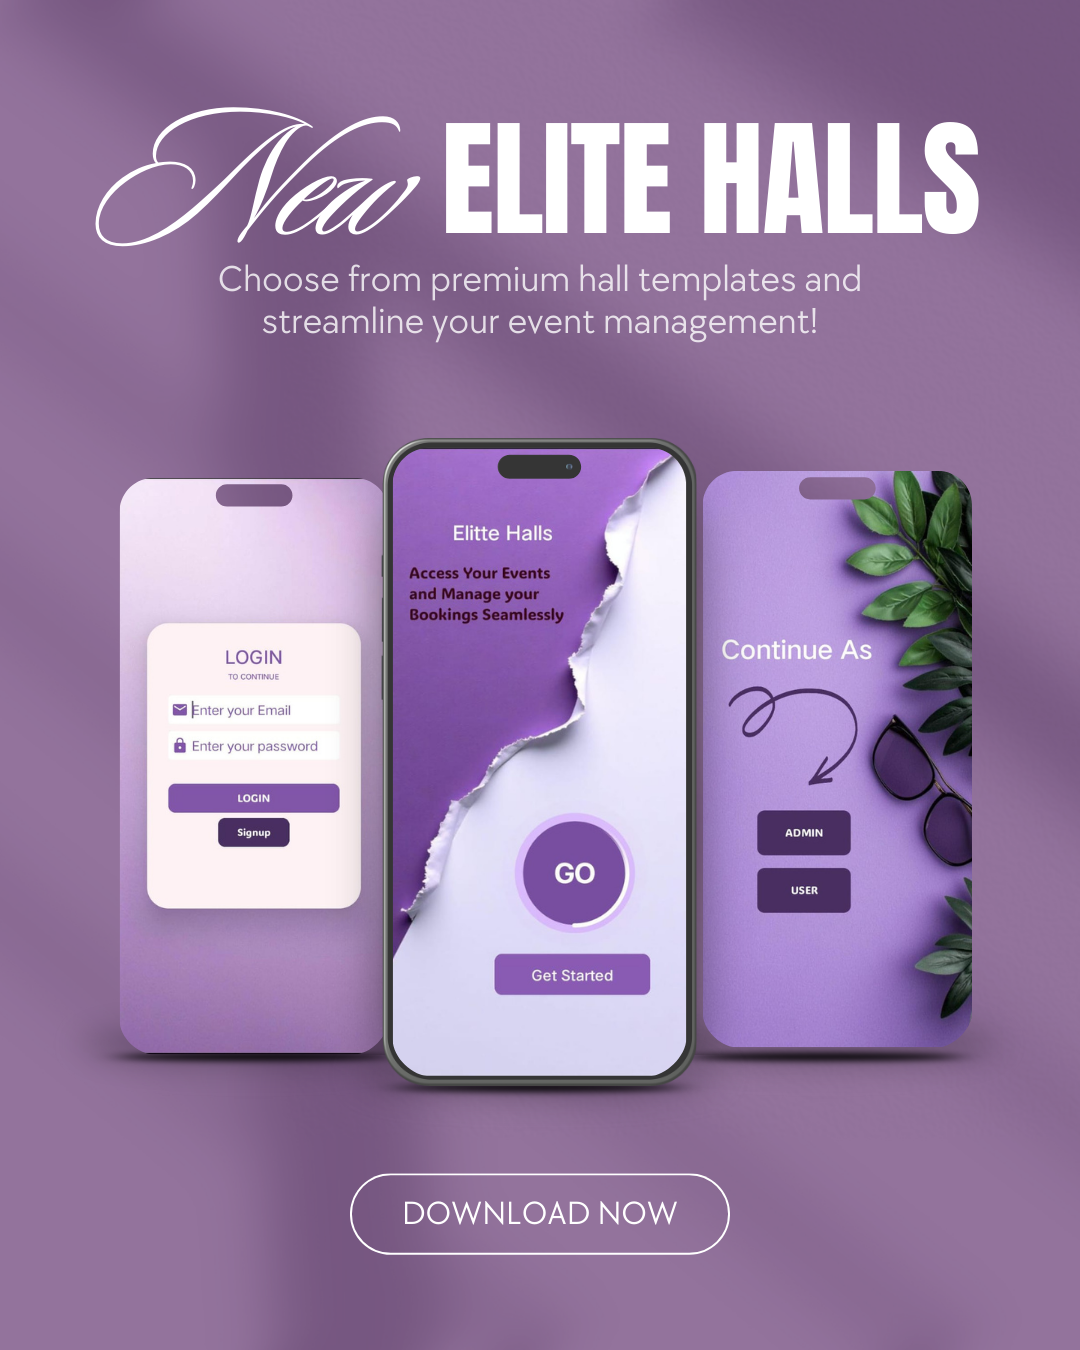 New ELITE HALLS
Choose from premium hall templates and
streamline your event management!
LOGIN
TO CONTINUE
Enter your Email
Enter your password
LOGIN
Signup
Elitte Halls
Access Your Events
and Manage your
Bookings Seamlessly
GO
Get Started
Continue As
ADMIN
USER
DOWNLOAD NOW